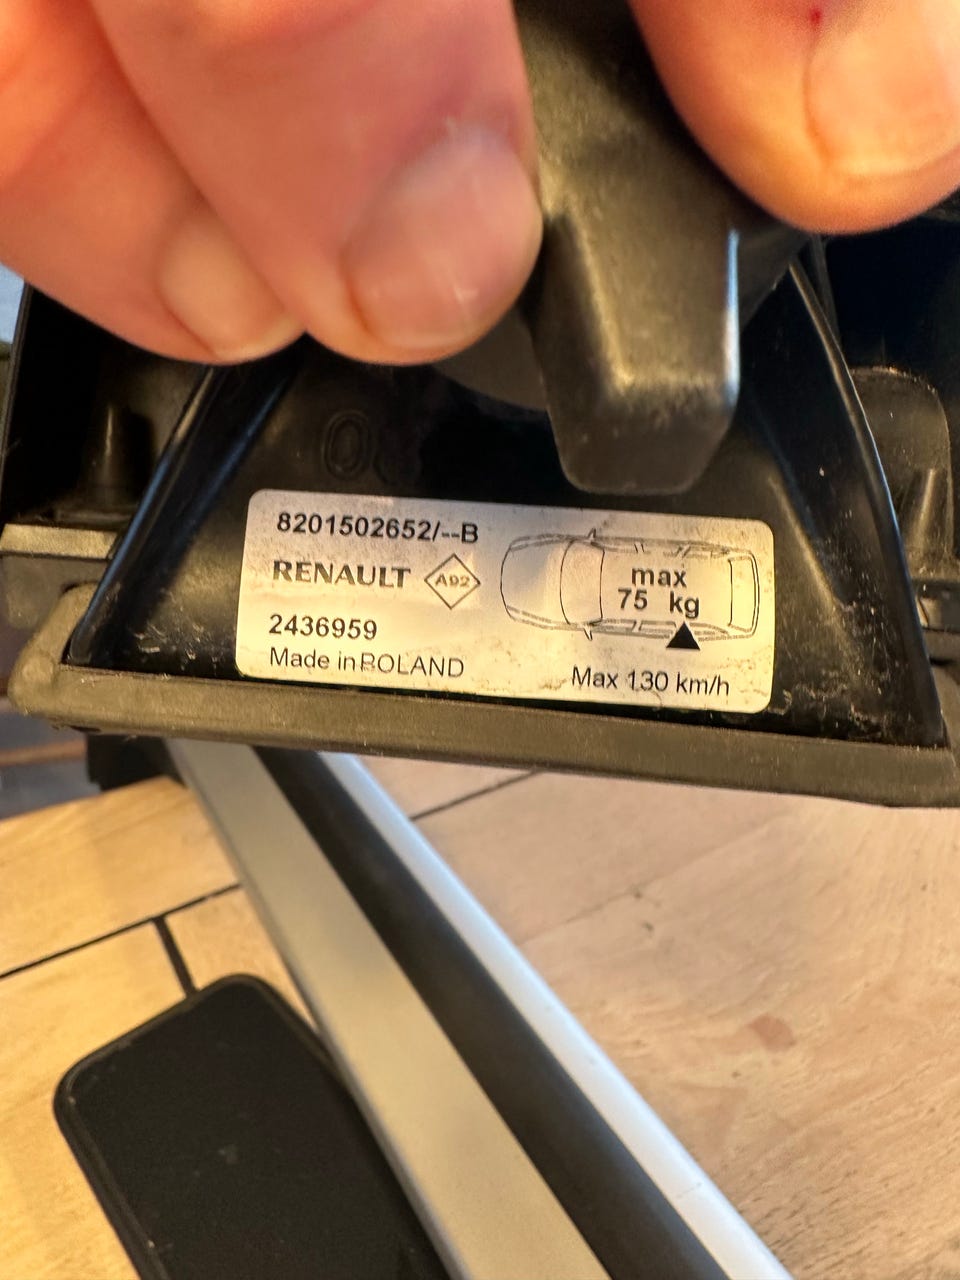 8201502652/--B
RENAULT A92
2436959
Made in POLAND
max
75 kg
Max 130 km/h